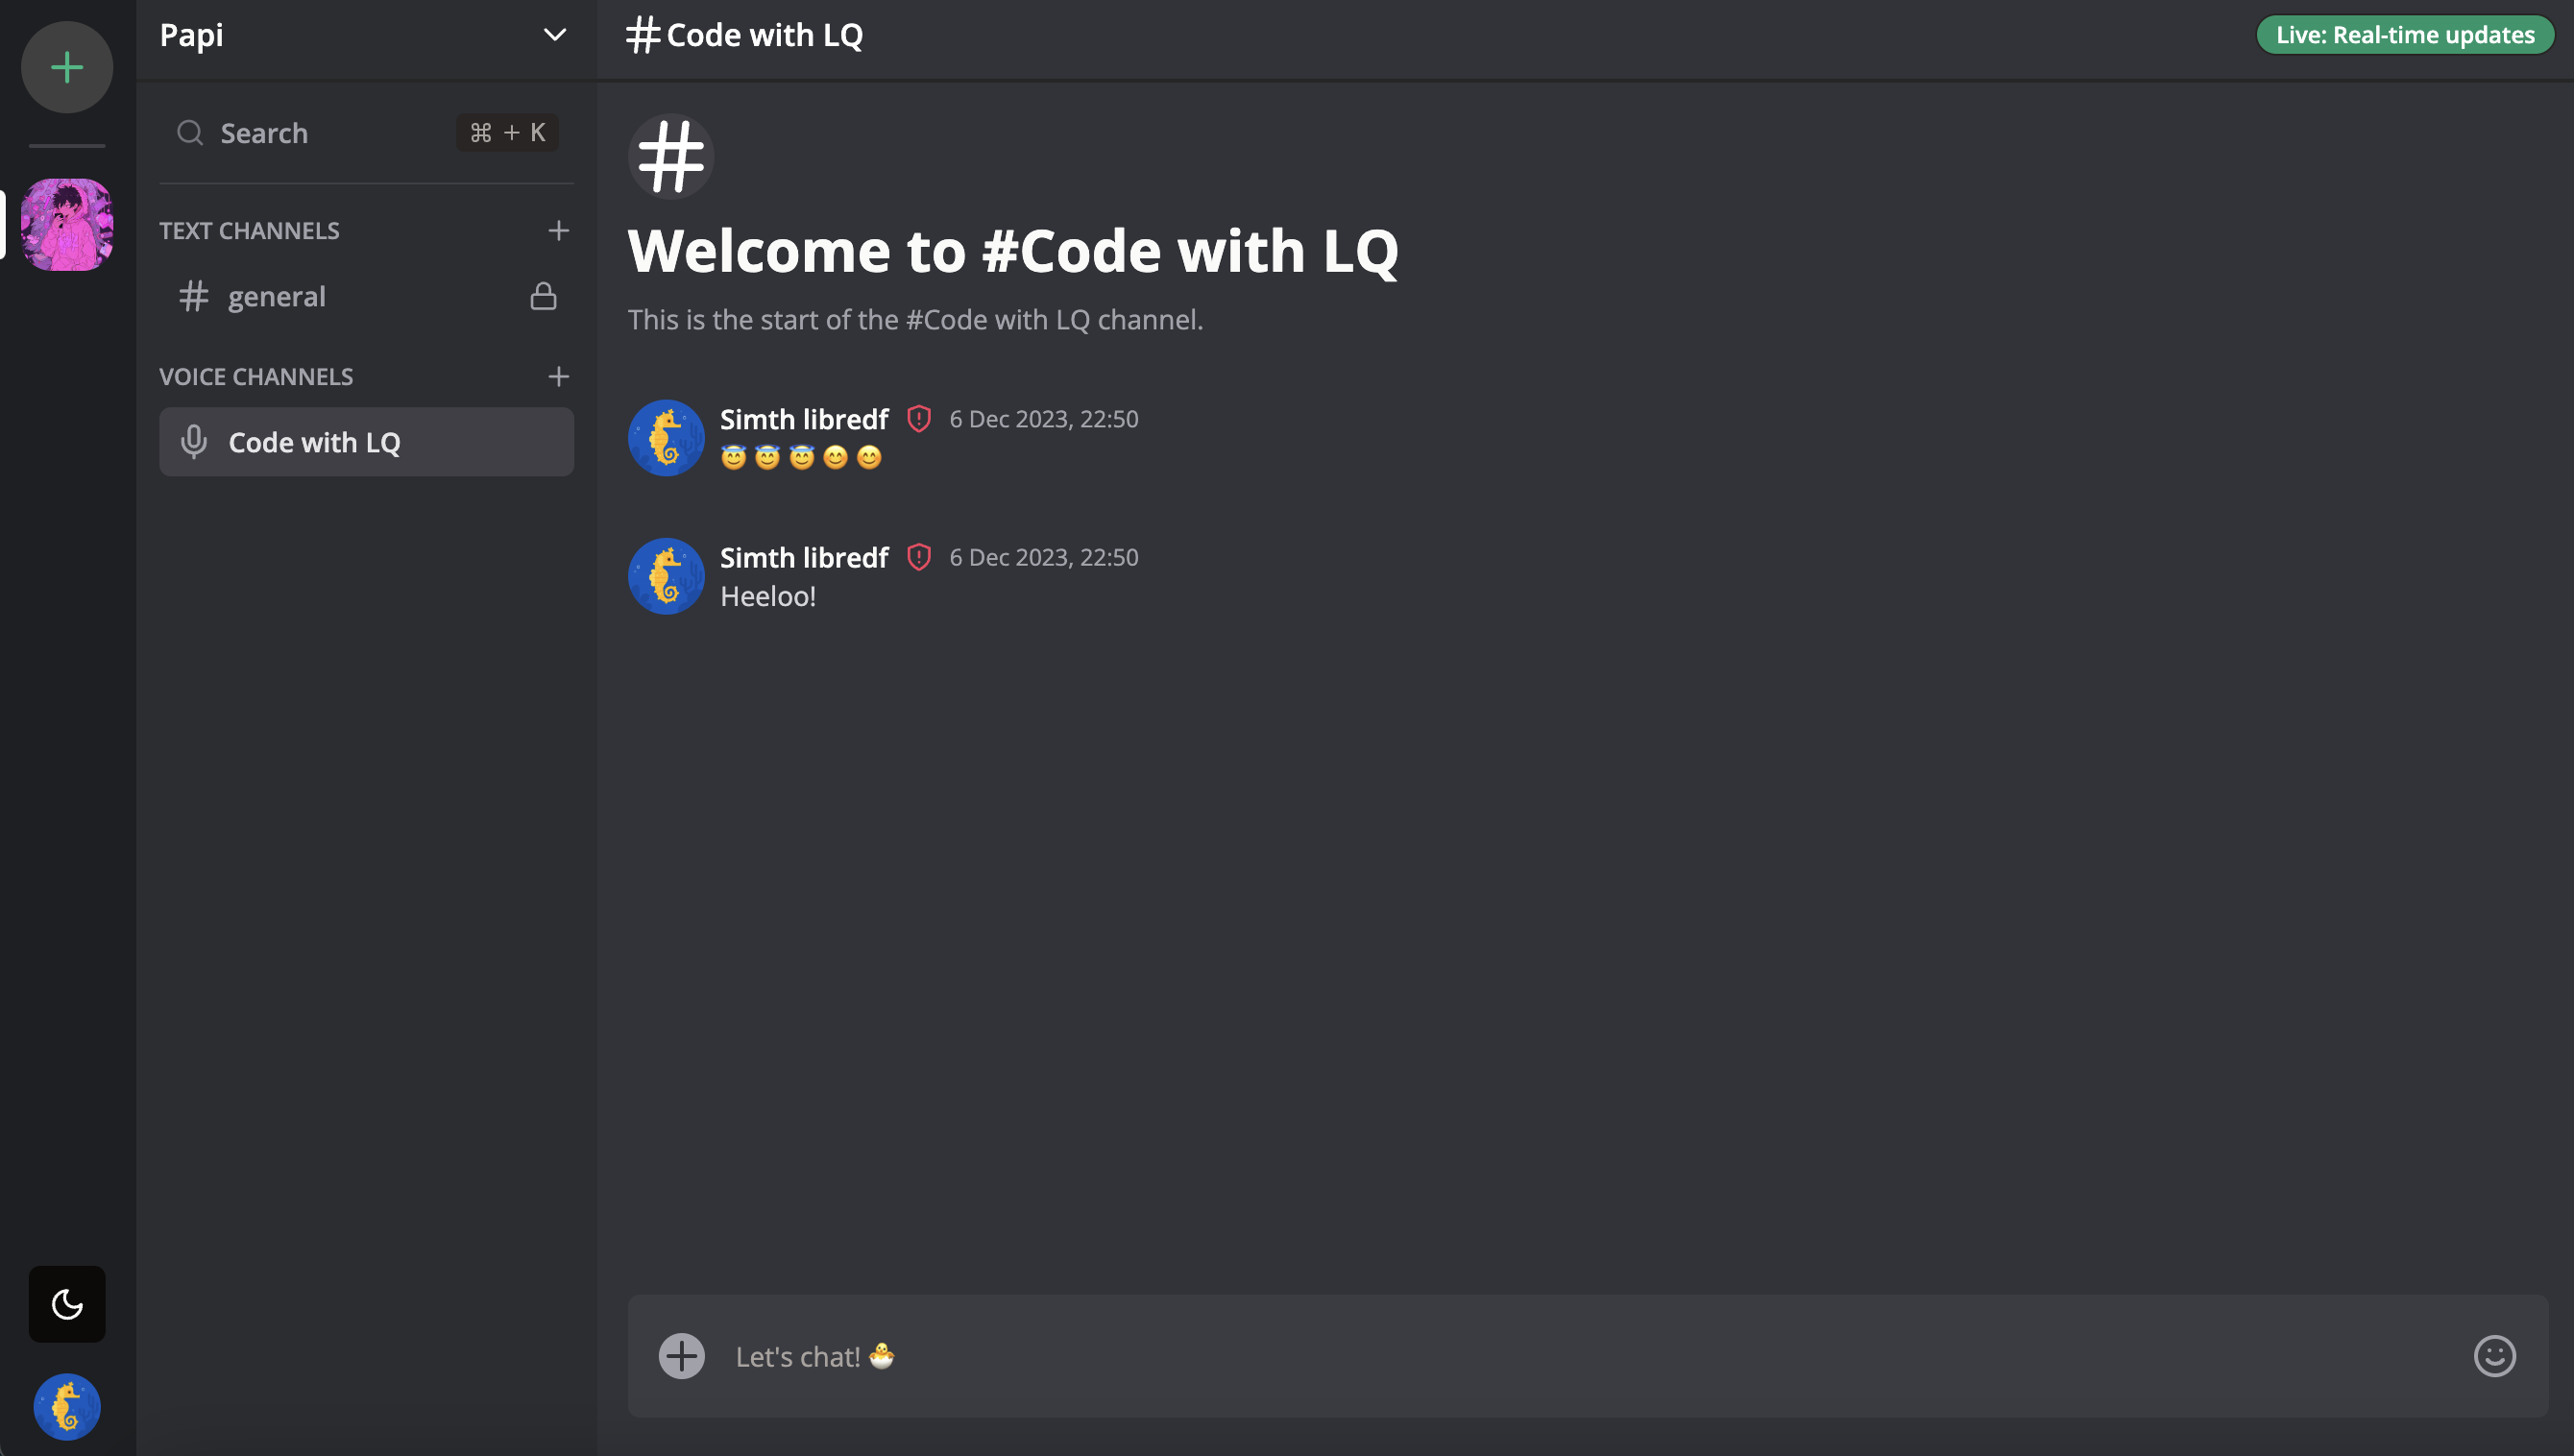 Papi
Search
⌘ + K
TEXT CHANNELS
# general
VOICE CHANNELS
Code with LQ
#Code with LQ
Live: Real-time updates
#
Welcome to #Code with LQ
This is the start of the #Code with LQ channel.
Simth libredf 6 Dec 2023, 22:50
😇 😇 😇 😊 😊
Simth libredf 6 Dec 2023, 22:50
Heeloo!
Let's chat! 🐣